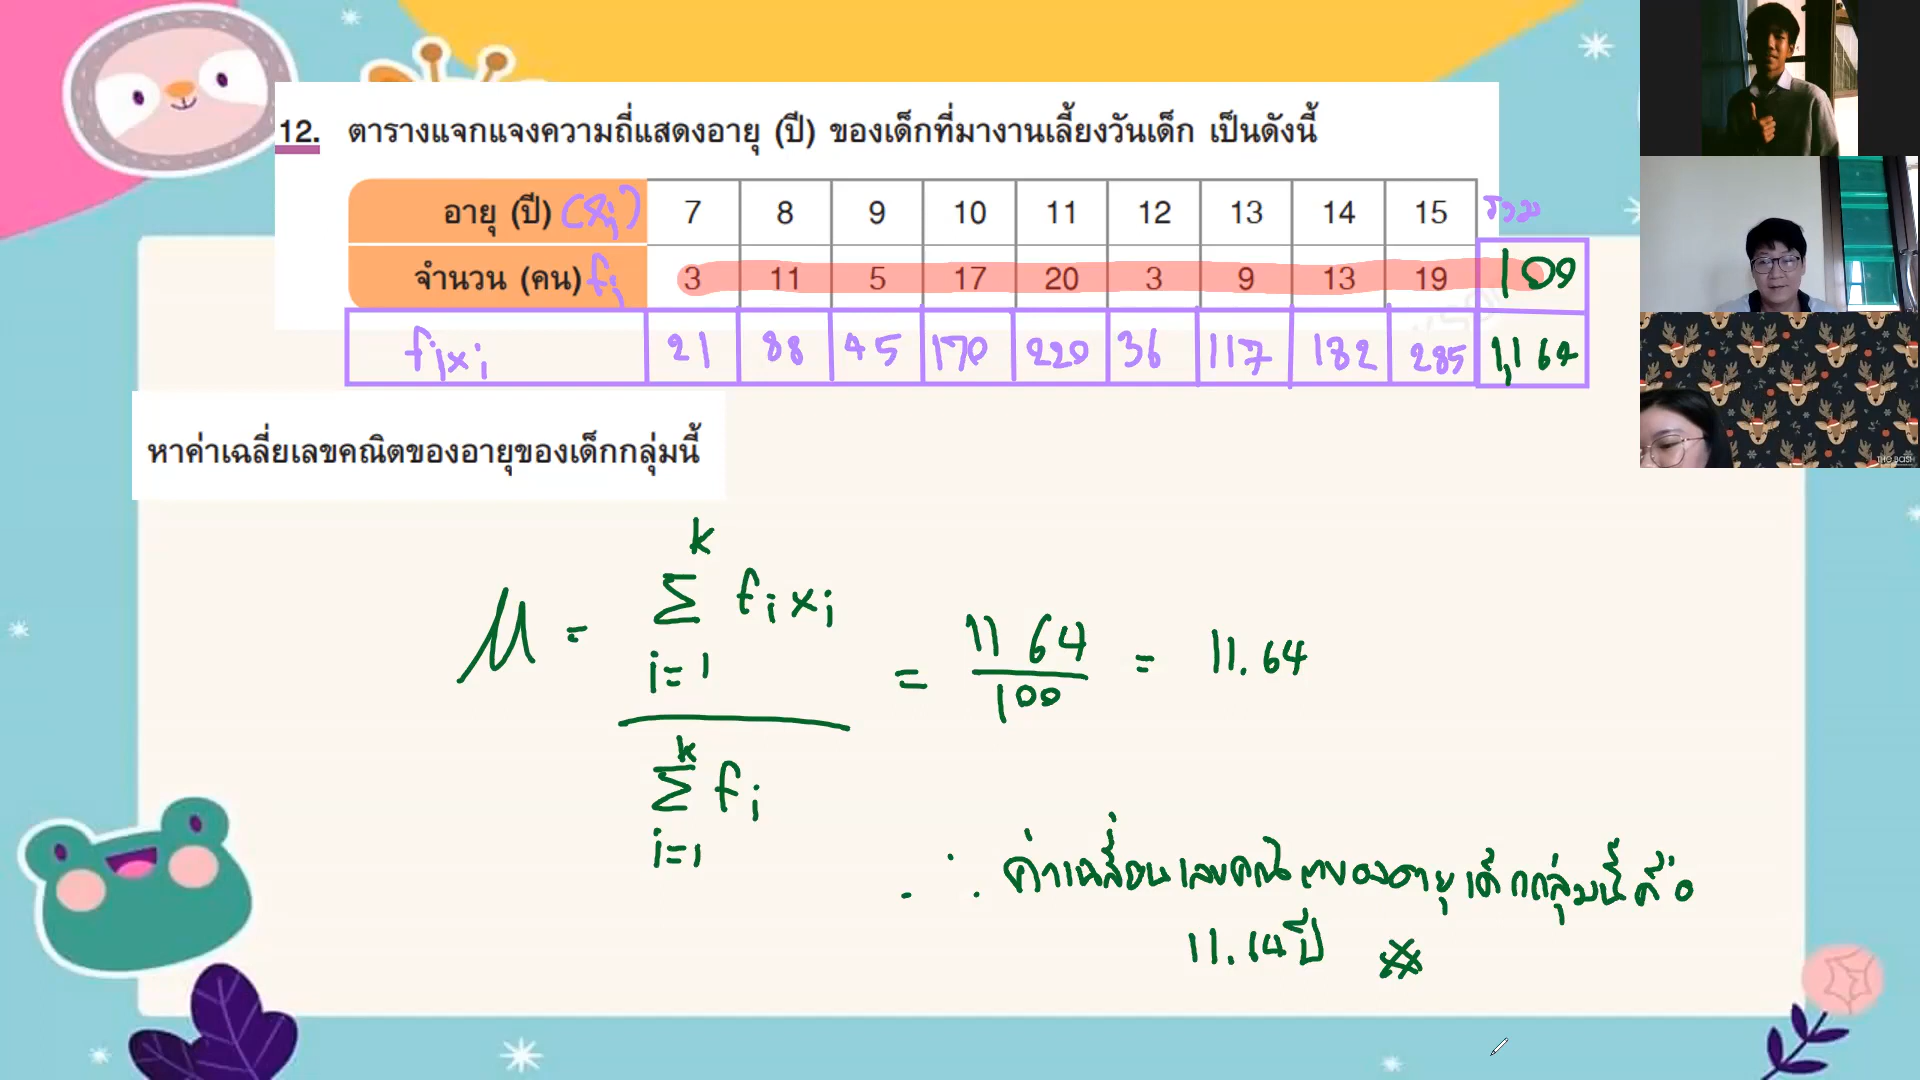 12. ตารางแจกแจงความถี่แสดงอายุ (ปี) ของเด็กที่มางานเลี้ยงวันเด็ก เป็นดังนี้
อายุ (ปี) (xi) 7 8 9 10 11 12 13 14 15 รวม
จำนวน (คน) fi 3 11 5 17 20 3 9 13 19 100
fixi 21 88 45 170 220 36 117 182 285 1,164
หาค่าเฉลี่ยเลขคณิตของอายุของเด็กกลุ่มนี้
μ = \frac{\sum_{i=1}^{k} fixi}{\sum_{i=1}^{k} fi} = \frac{1164}{100} = 11.64
∴ ค่าเฉลี่ยเลขคณิตของอายุเด็กกลุ่มนี้คือ
11.64 ปี
THE BASH